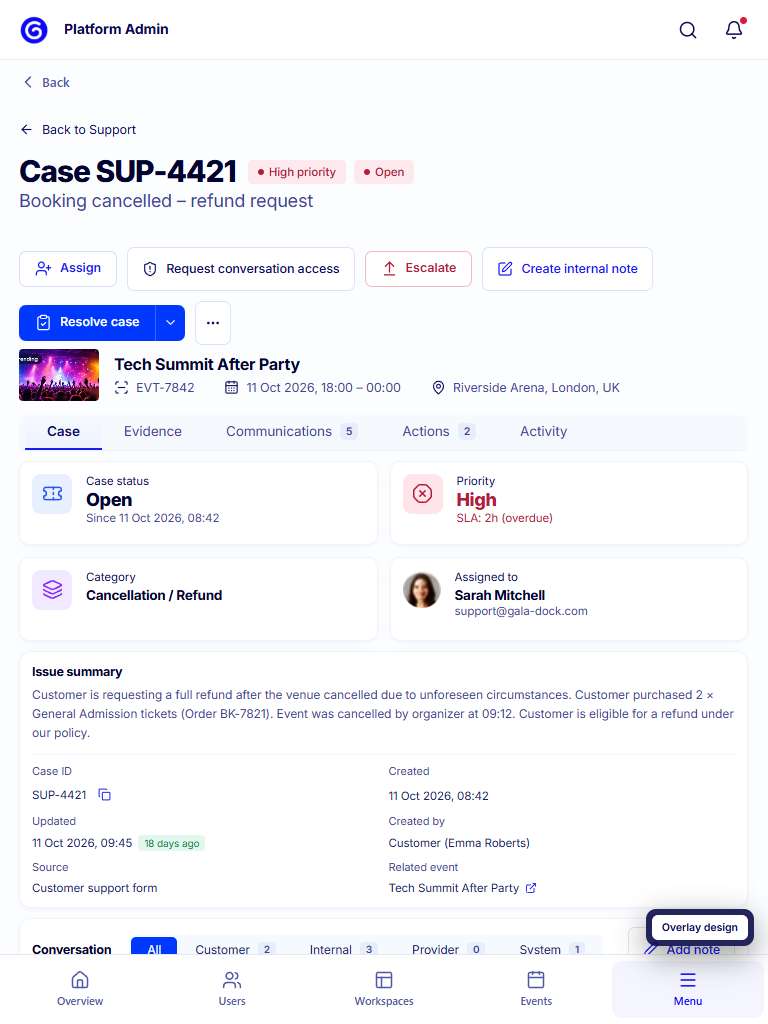 Platform Admin
Back
Back to Support
Case SUP-4421 High priority Open
Booking cancelled – refund request
Assign Request conversation access Escalate Create internal note
Resolve case
Tech Summit After Party
EVT-7842 11 Oct 2026, 18:00 – 00:00 Riverside Arena, London, UK
Case Evidence Communications 5 Actions 2 Activity
Case status
Open
Since 11 Oct 2026, 08:42
Priority
High
SLA: 2h (overdue)
Category
Cancellation / Refund
Assigned to
Sarah Mitchell
support@gala-dock.com
Issue summary
Customer is requesting a full refund after the venue cancelled due to unforeseen circumstances. Customer purchased 2 ×
General Admission tickets (Order BK-7821). Event was cancelled by organizer at 09:12. Customer is eligible for a refund under
our policy.
Case ID
SUP-4421
Created
11 Oct 2026, 08:42
Updated
11 Oct 2026, 09:45 18 days ago
Created by
Customer (Emma Roberts)
Source
Customer support form
Related event
Tech Summit After Party
Overlay design
Conversation All Customer 2 Internal 3 Provider 0 System 1 Add note
Overview Users Workspaces Events Menu